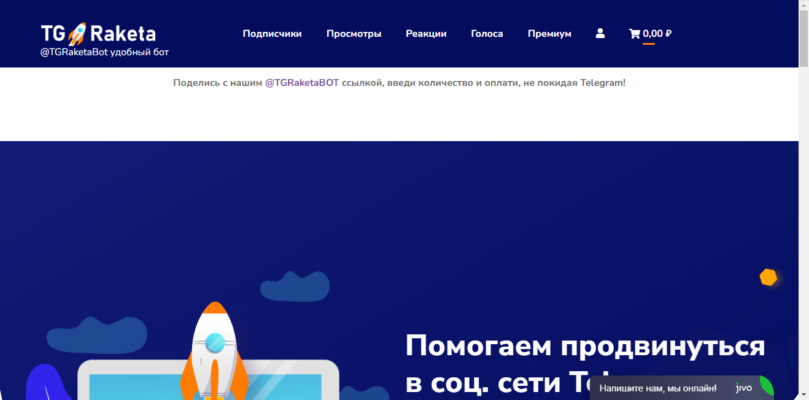 TG Raketa
@TGRaketaBot удобный бот
Подписчики Просмотры Реакции Голоса Премиум 0,00 ₽
Поделись с нашим @TGRaketaBOT ссылкой, введи количество и оплати, не покидая Telegram!
Помогаем продвинуться
в соц. сети
Напишите нам, мы онлайн! jivo